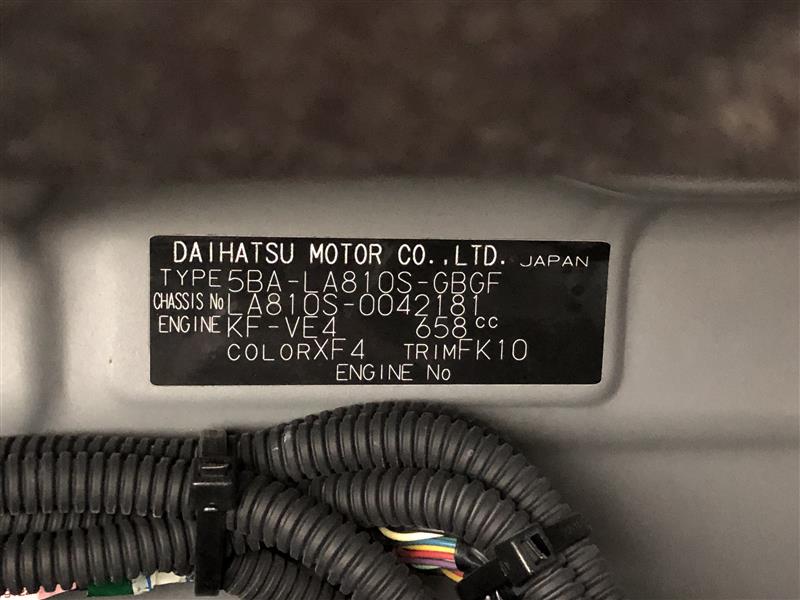 DAIHATSU MOTOR CO.,LTD. JAPAN
TYPE 5BA-LA810S-GBGF
CHASSIS No LA810S-0042181
ENGINE KF-VE4 658cc
COLOR XF4 TRIM FK10
ENGINE No